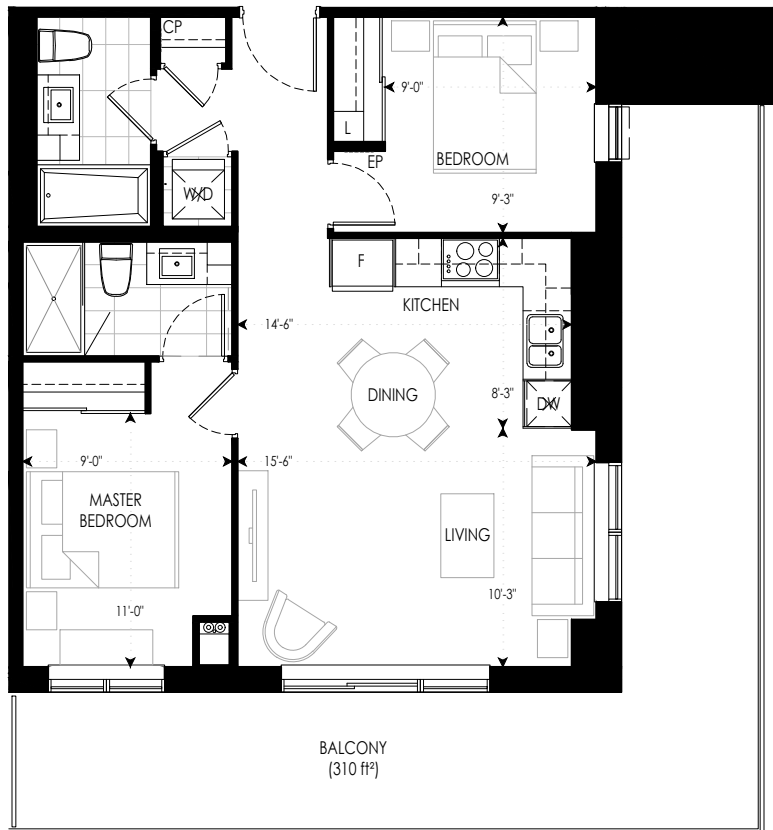 CP
9'-0"
L
EP
BEDROOM
W/D
9'-3"
F
KITCHEN
14'-6"
DINING
8'-3"
DW
9'-0"
15'-6"
MASTER
BEDROOM
LIVING
10'-3"
11'-0"
BALCONY
(310 ft²)